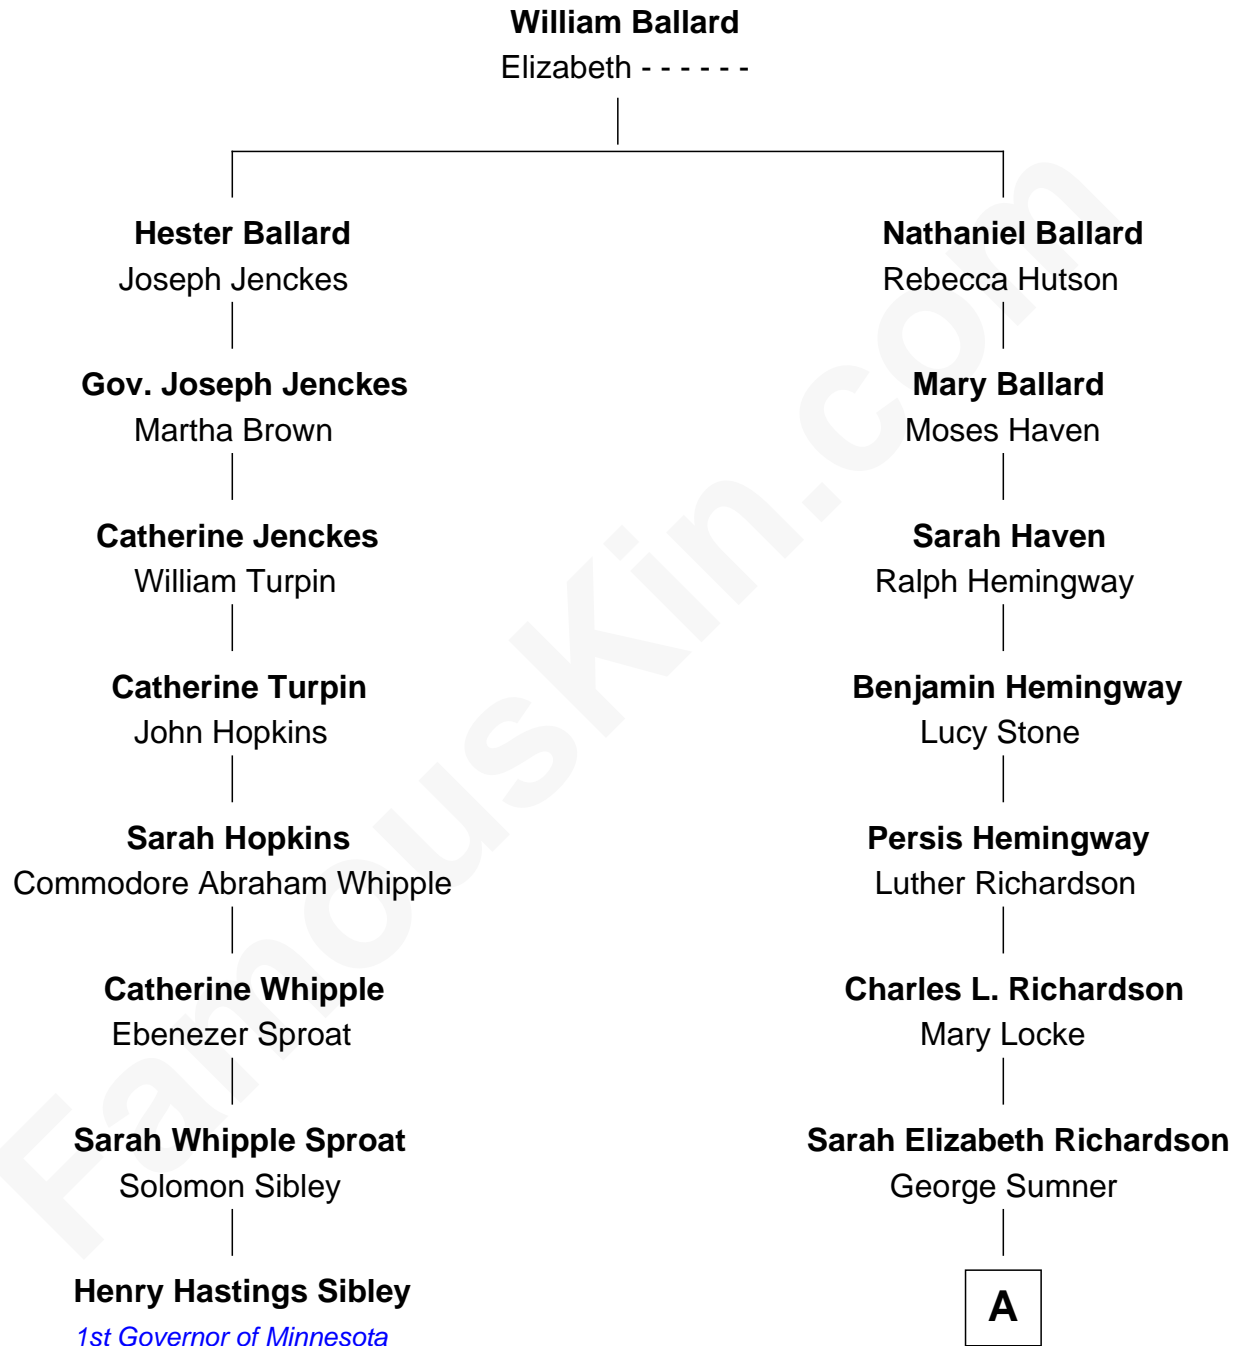 William Ballard
Elizabeth - - - - - -
Hester Ballard
Joseph Jenckes
Nathaniel Ballard
Rebecca Hutson
Gov. Joseph Jenckes
Martha Brown
Mary Ballard
Moses Haven
Catherine Jenckes
William Turpin
Sarah Haven
Ralph Hemingway
Catherine Turpin
John Hopkins
Benjamin Hemingway
Lucy Stone
Sarah Hopkins
Commodore Abraham Whipple
Persis Hemingway
Luther Richardson
Catherine Whipple
Ebenezer Sproat
Charles L. Richardson
Mary Locke
Sarah Whipple Sproat
Solomon Sibley
Sarah Elizabeth Richardson
George Sumner
Henry Hastings Sibley
1st Governor of Minnesota
A
FamousKin.com